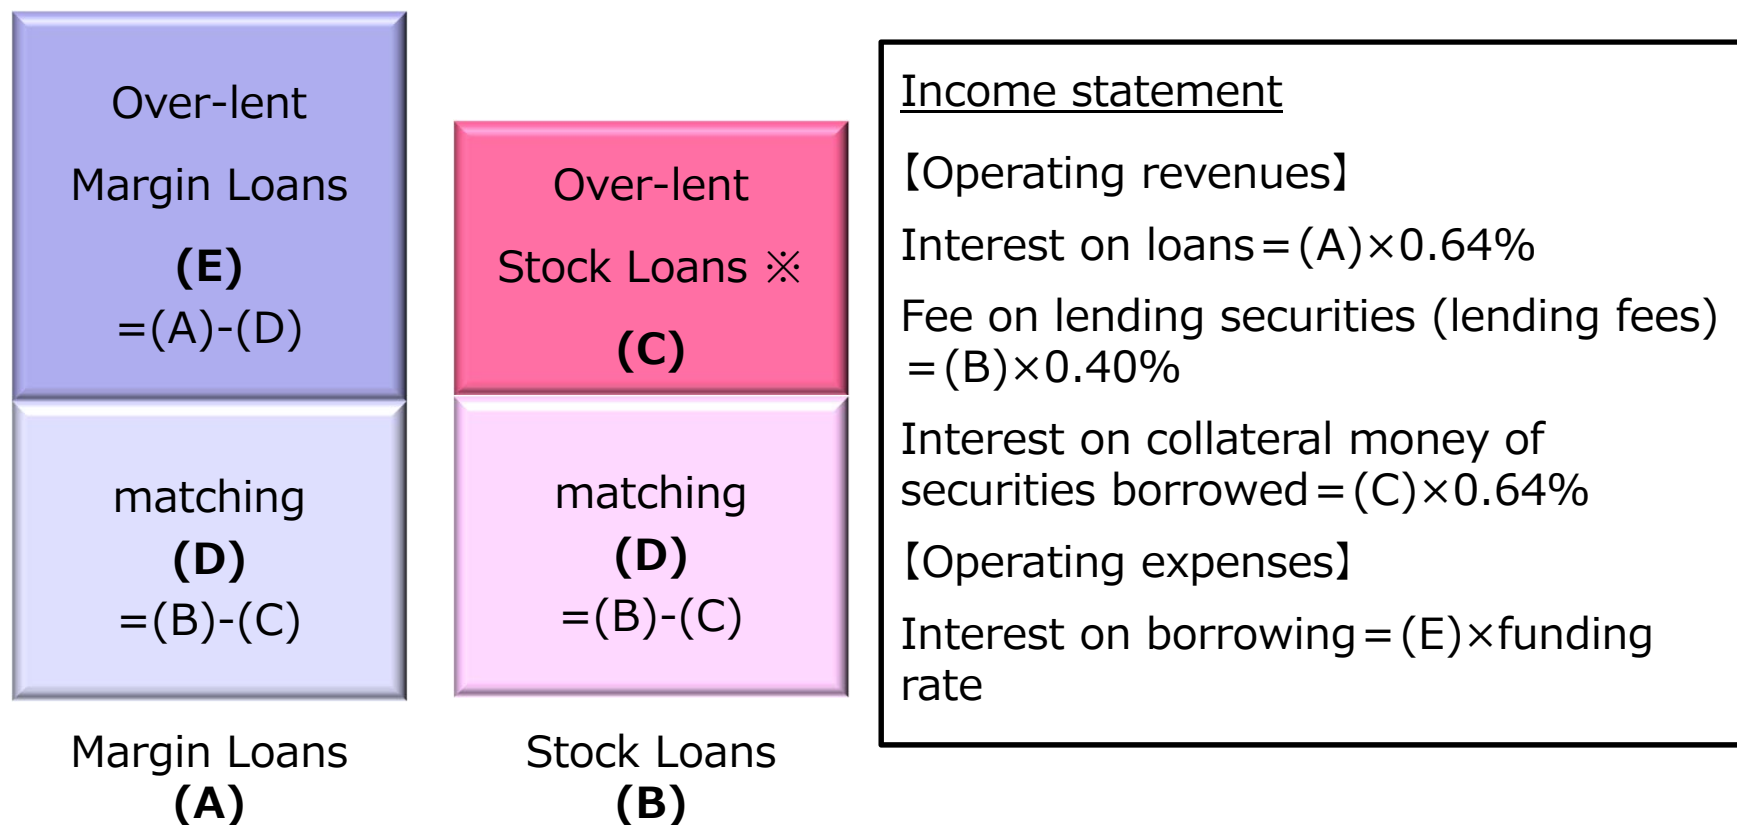 Over-lent
Margin Loans
(E)
=(A)-(D)
matching
(D)
=(B)-(C)
Margin Loans
(A)
Over-lent
Stock Loans ※
(C)
matching
(D)
=(B)-(C)
Stock Loans
(B)
Income statement
【Operating revenues】
Interest on loans=(A)×0.64%
Fee on lending securities (lending fees)
=(B)×0.40%
Interest on collateral money of
securities borrowed=(C)×0.64%
【Operating expenses】
Interest on borrowing=(E)×funding
rate